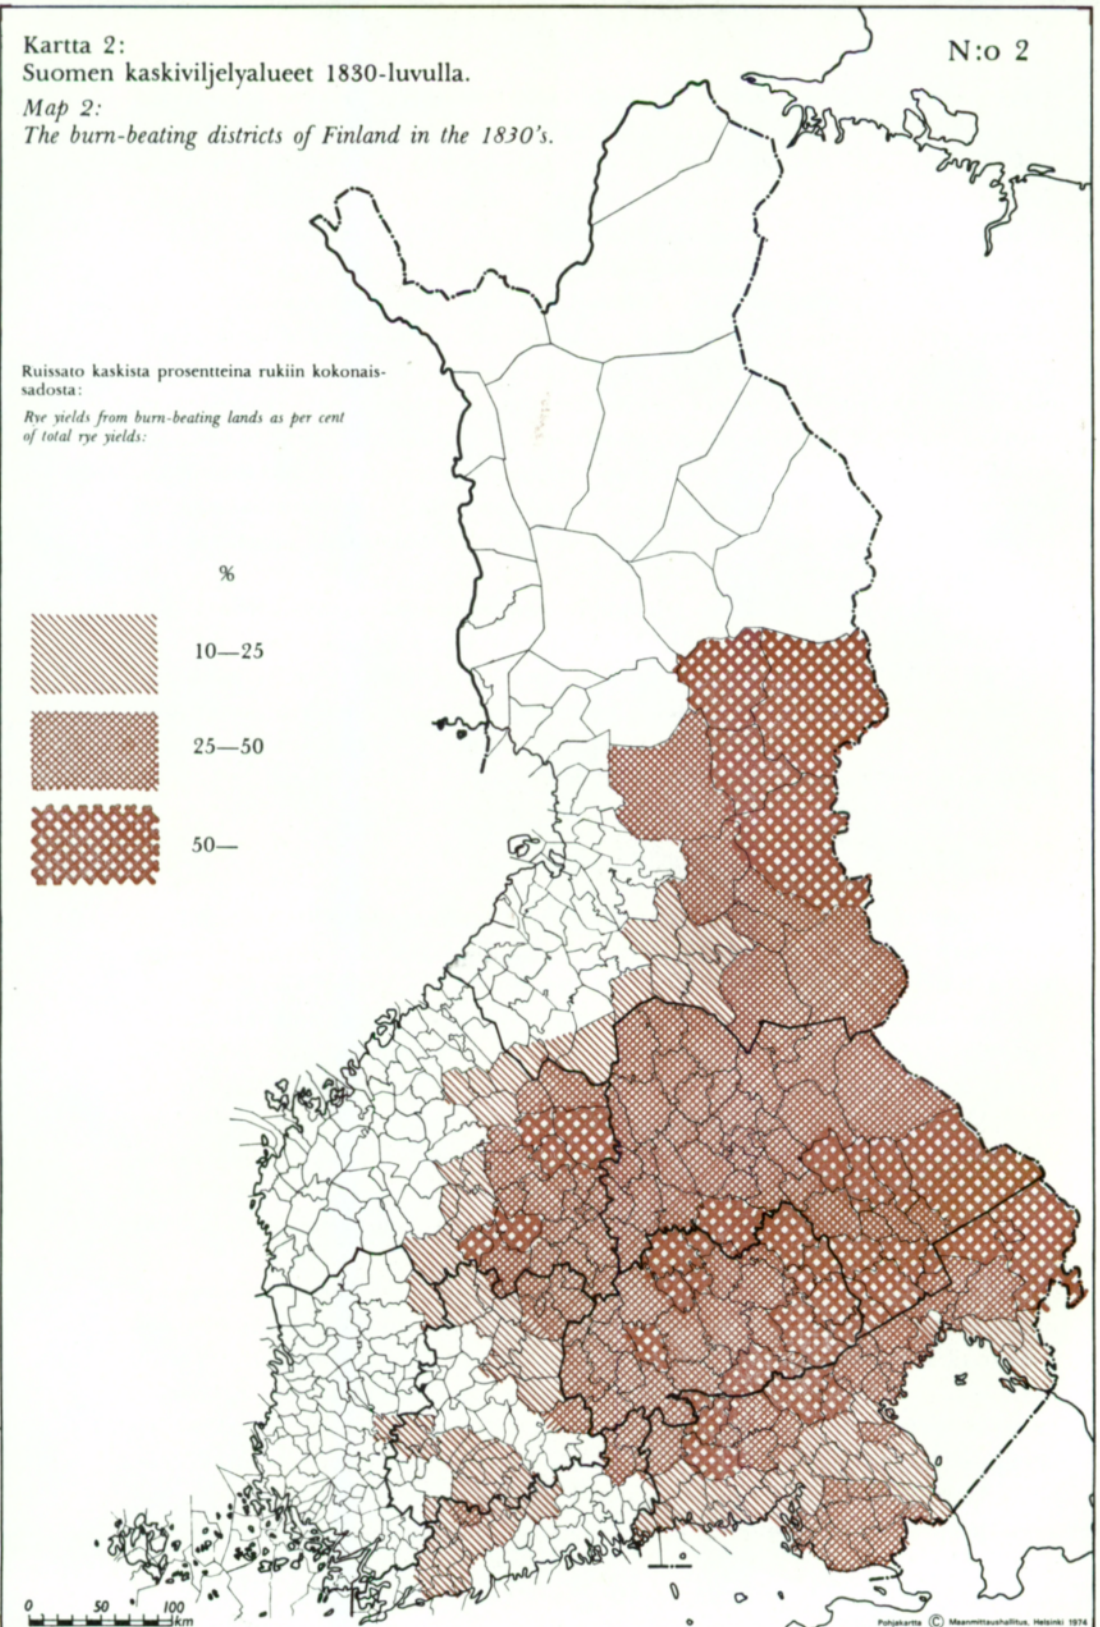 Kartta 2:
Suomen kaskiviljelyalueet 1830-luvulla.
Map 2:
The burn-beating districts of Finland in the 1830's.
N:o 2
Ruissato kaskista prosentteina rukiin kokonais-
sadosta:
Rye yields from burn-beating lands as per cent
of total rye yields:
%
10—25
25—50
50—
0 50 100 km
Pohjakartta © Maanmittaushallitus, Helsinki 1974